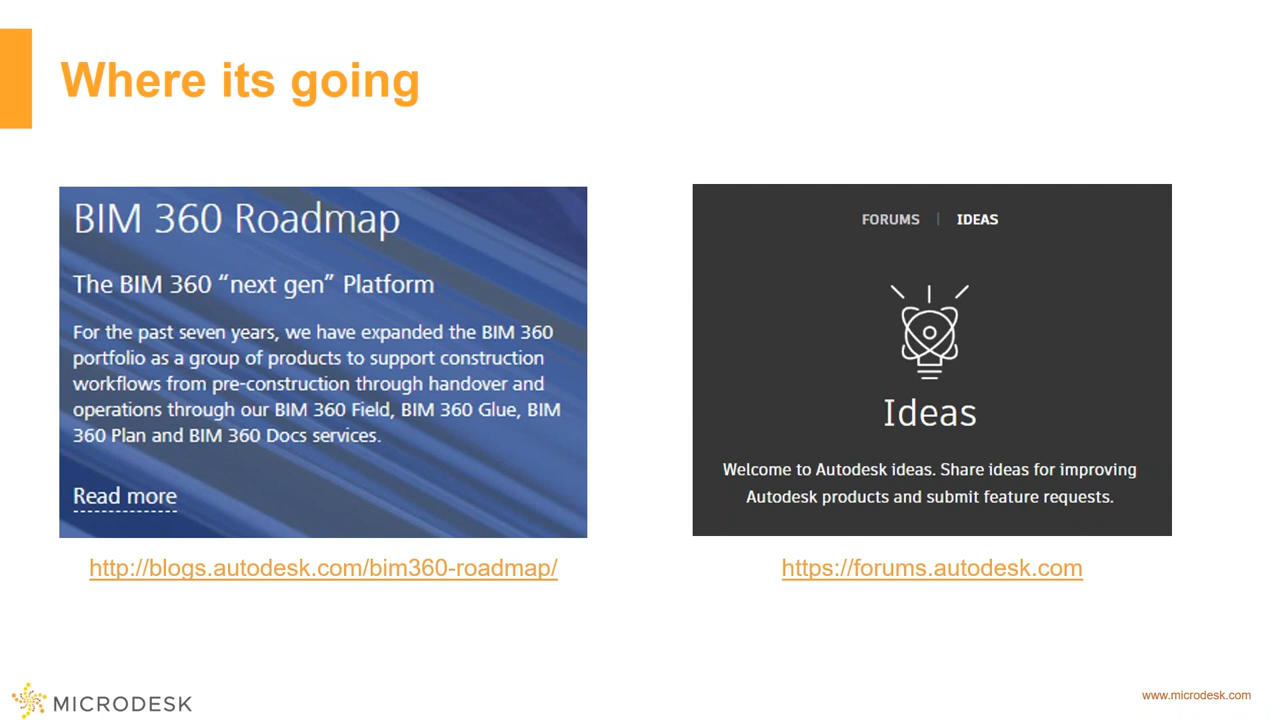 Where its going
BIM 360 Roadmap
The BIM 360 “next gen” Platform
For the past seven years, we have expanded the BIM 360
portfolio as a group of products to support construction
workflows from pre-construction through handover and
operations through our BIM 360 Field, BIM 360 Glue, BIM
360 Plan and BIM 360 Docs services.
Read more
http://blogs.autodesk.com/bim360-roadmap/
FORUMS | IDEAS
Ideas
Welcome to Autodesk ideas. Share ideas for improving
Autodesk products and submit feature requests.
https://forums.autodesk.com
MICRODESK
www.microdesk.com